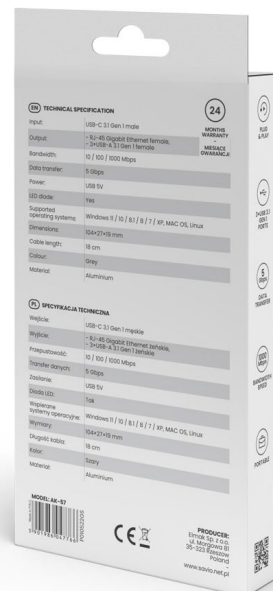 EN TECHNICAL SPECIFICATION
Input: USB-C 3.1 Gen 1 male
Output: - RJ-45 Gigabit Ethernet female,
- 3×USB-A 3.1 Gen 1 female
Bandwidth: 10 / 100 / 1000 Mbps
Data transfer: 5 Gbps
Power: USB 5V
LED diode: Yes
Supported
operating systems: Windows 11 / 10 / 8.1 / 8 / 7 / XP, MAC OS, Linux
Dimensions: 104×27×19 mm
Cable length: 18 cm
Colour: Grey
Material: Aluminium
24
MONTHS
WARRANTY
-
MIESIĄCE
GWARANCJI
PL SPECYFIKACJA TECHNICZNA
Wejście: USB-C 3.1 Gen 1 męskie
Wyjście: - RJ-45 Gigabit Ethernet żeńskie,
- 3×USB-A 3.1 Gen 1 żeńskie
Przepustowość: 10 / 100 / 1000 Mbps
Transfer danych: 5 Gbps
Zasilanie: USB 5V
Dioda LED: Tak
Wspierane
systemy operacyjne: Windows 11 / 10 / 8.1 / 8 / 7 / XP, MAC OS, Linux
Wymiary: 104×27×19 mm
Długość kabla: 18 cm
Kolor: Szary
Materiał: Aluminium
MODEL: AK-57
CE
PRODUCER:
Elmak Sp. z o.o.
ul. Morgowa 81
35-323 Rzeszów
Poland
-
www.savio.net.pl
PLUG
& PLAY
3×USB 3.1
GEN 1
PORTS
5
Gbps
DATA
TRANSFER
1000
Mbps
BANDWIDTH
SPEED
PORTABLE